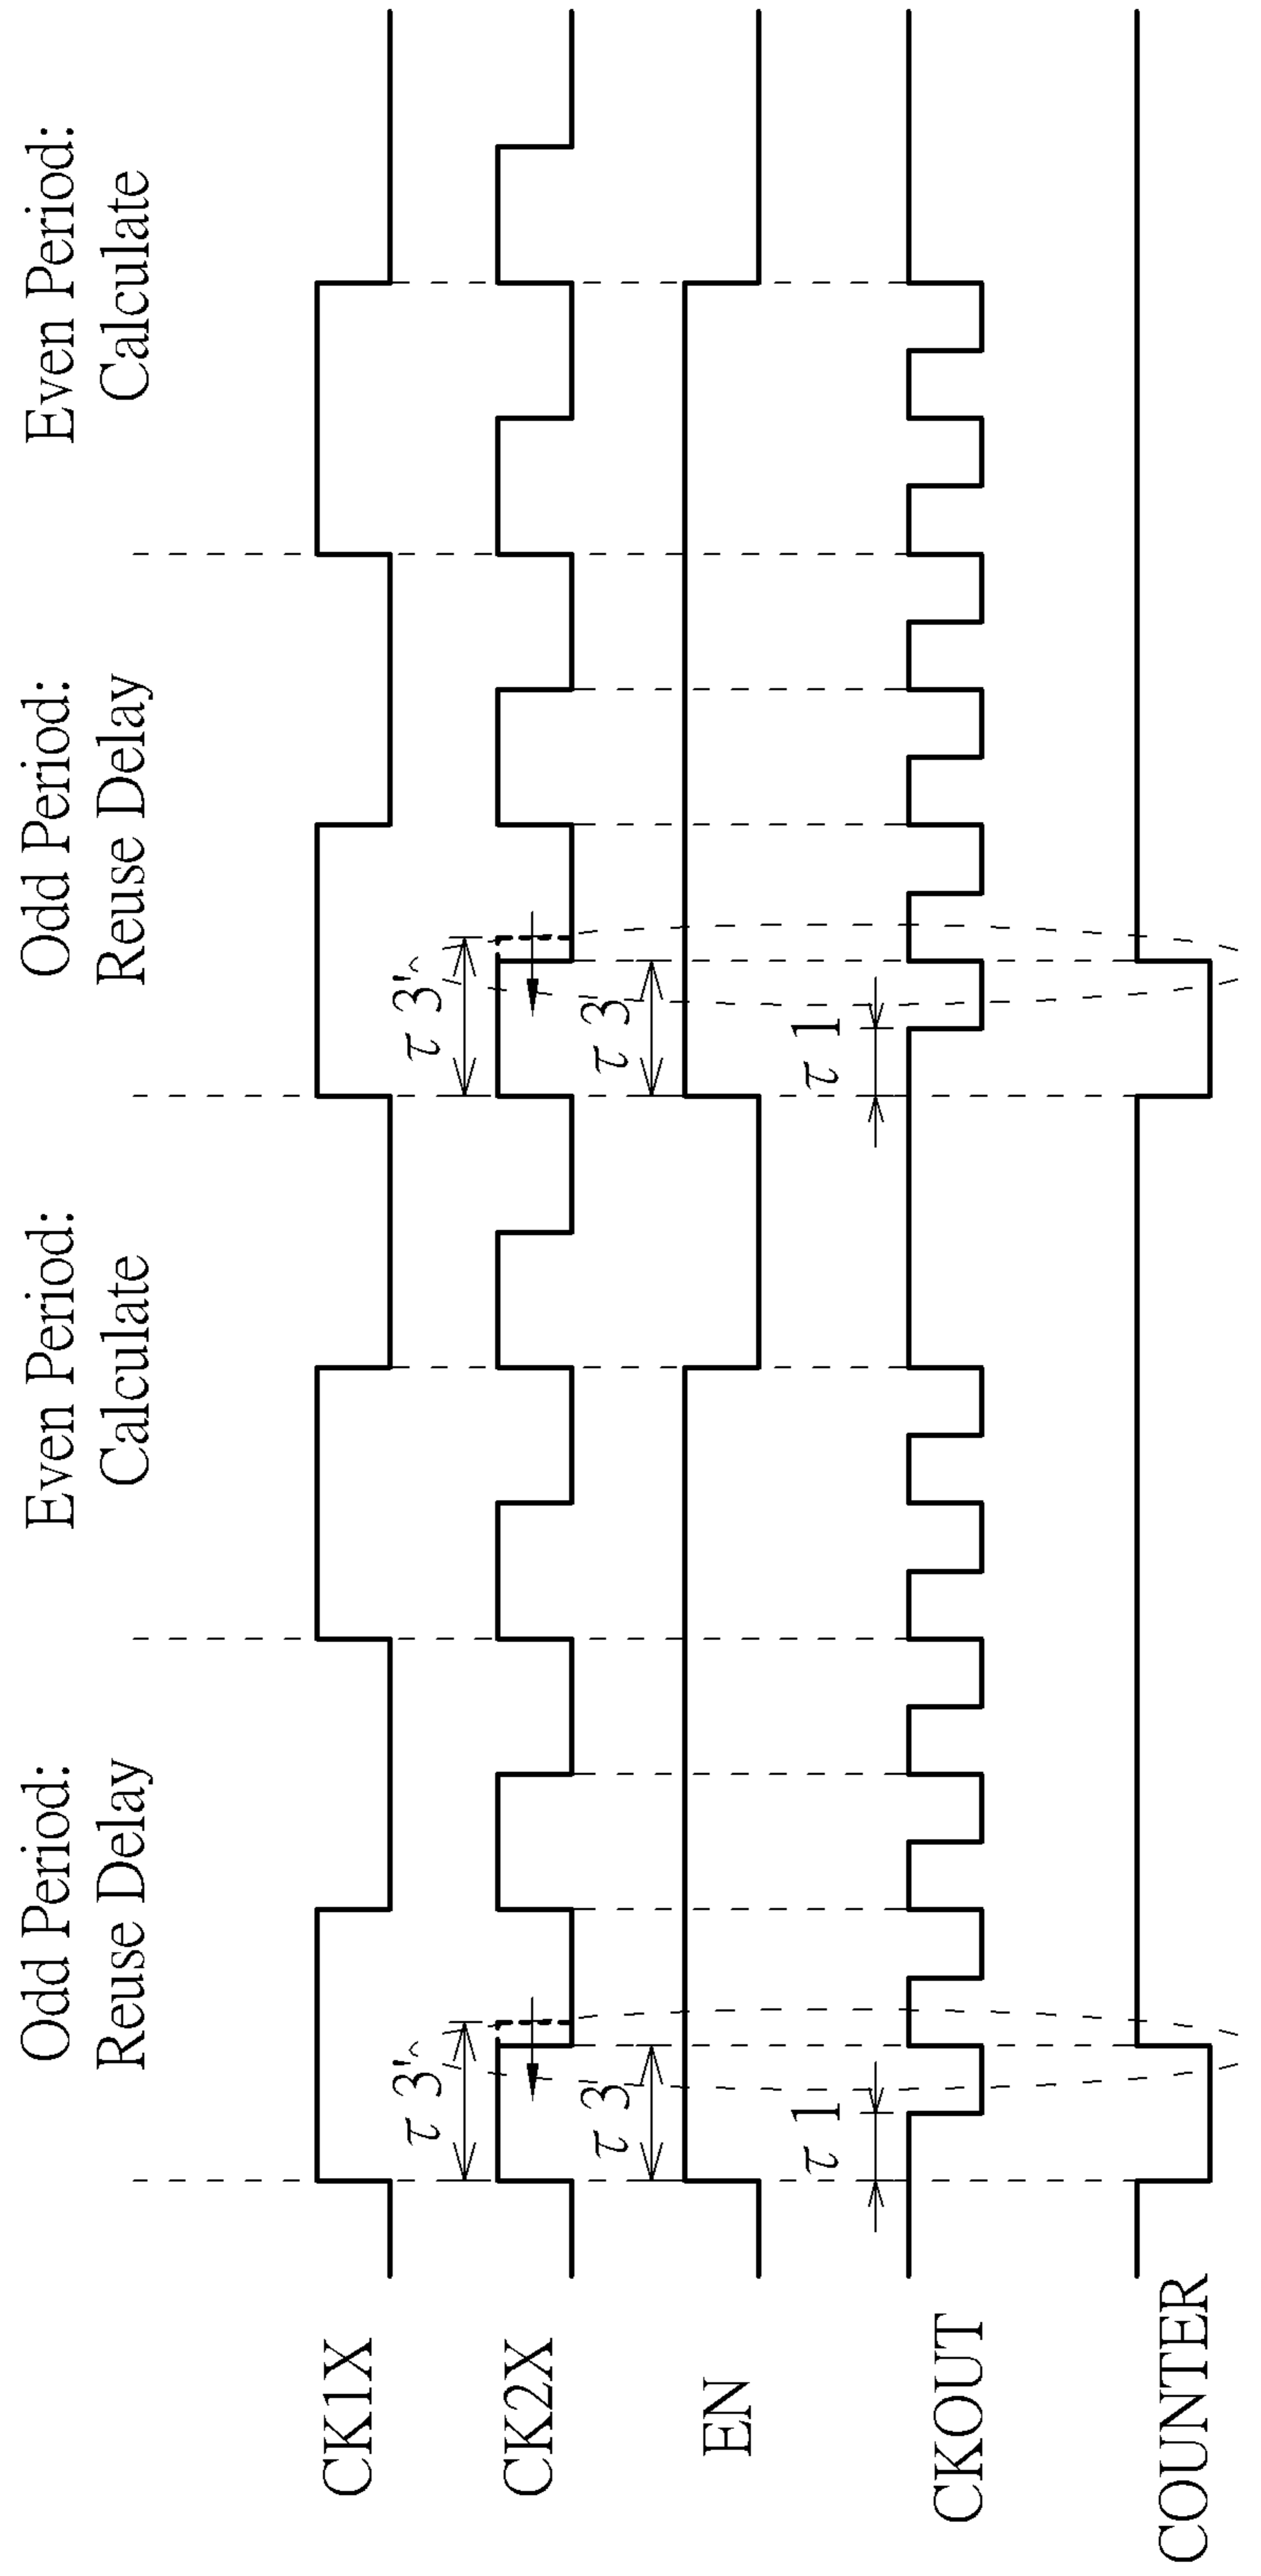 Odd Period:
Reuse Delay
Even Period:
Calculate
Odd Period:
Reuse Delay
Even Period:
Calculate
CK1X
τ 3'
τ 3'
CK2X
τ 3
τ 3
EN
τ 1
τ 1
CKOUT
COUNTER